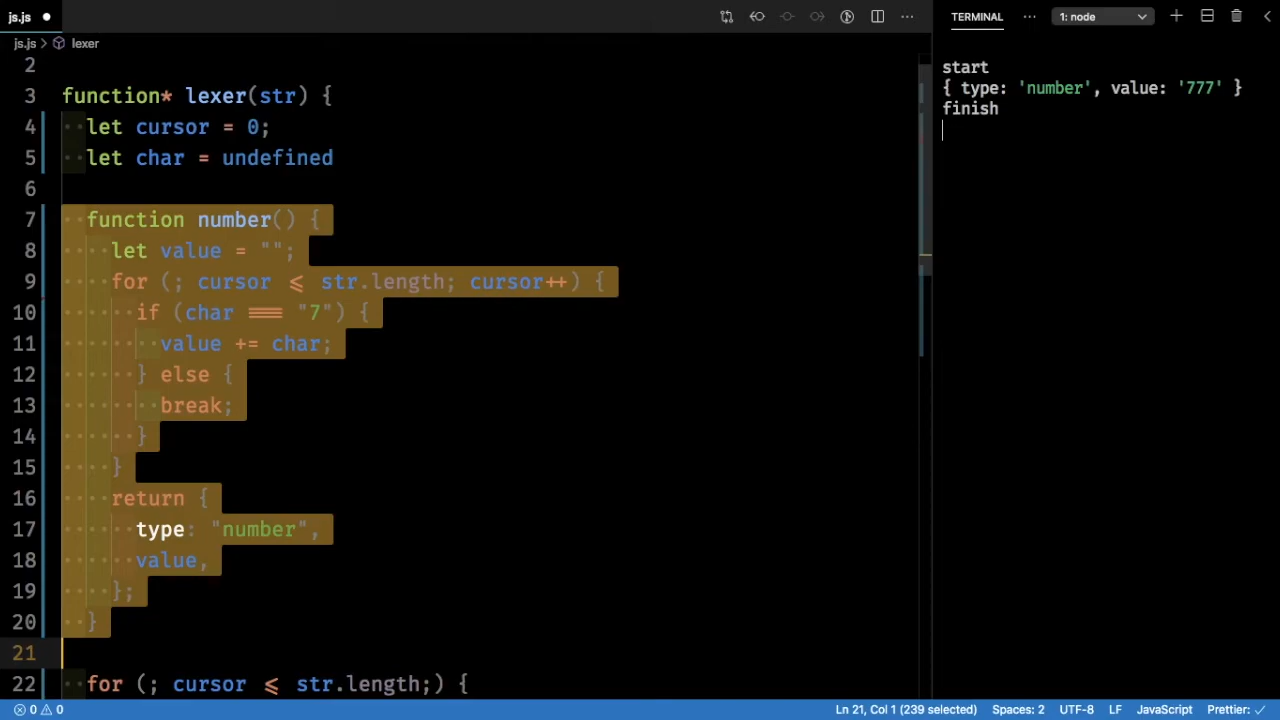 js.js
js.js > lexer
2
3 function* lexer(str) {
4 let cursor = 0;
5 let char = undefined
6
7 function number() {
8 let value = "";
9 for (; cursor <= str.length; cursor++) {
10 if (char === "7") {
11 value += char;
12 } else {
13 break;
14 }
15 }
16 return {
17 type: "number",
18 value,
19 };
20 }
21
22 for (; cursor <= str.length;) {
TERMINAL ··· 1: node
start
{ type: 'number', value: '777' }
finish
0 0 Ln 21, Col 1 (239 selected) Spaces: 2 UTF-8 LF JavaScript Prettier: ✓